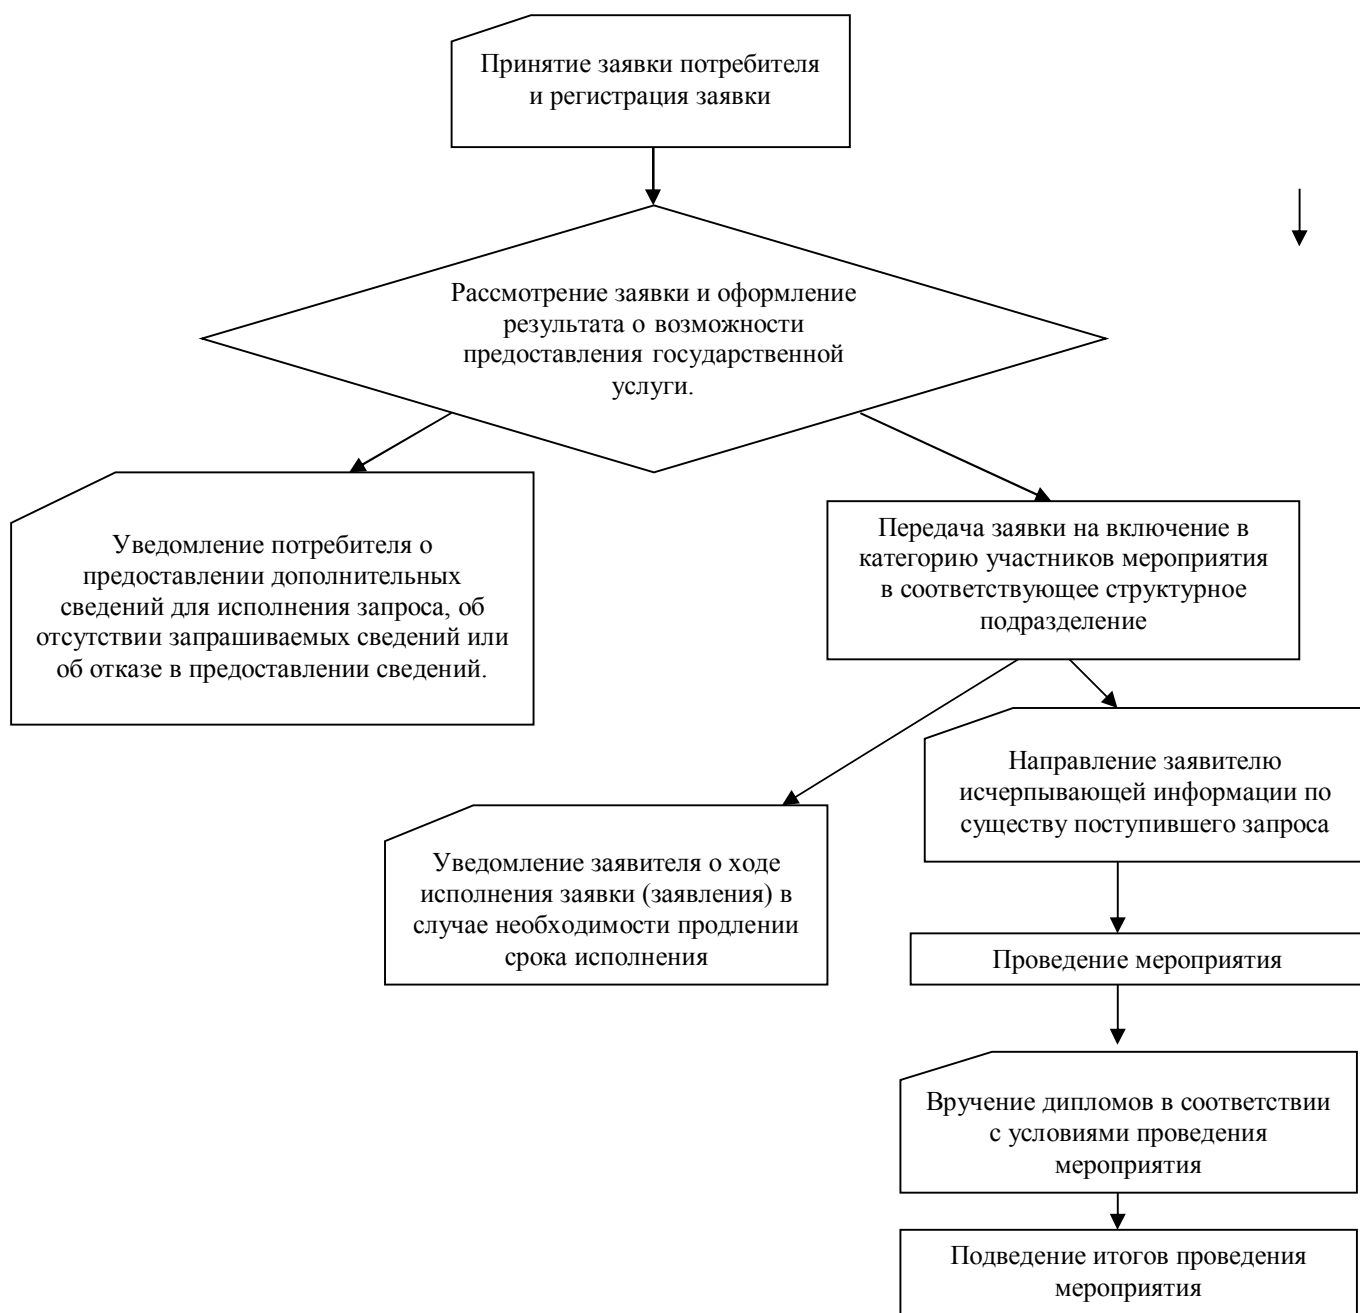 Принятие заявки потребителя
и регистрация заявки
Рассмотрение заявки и оформление
результата о возможности
предоставления государственной
услуги.
Уведомление потребителя о
предоставлении дополнительных
сведений для исполнения запроса, об
отсутствии запрашиваемых сведений или
об отказе в предоставлении сведений.
Передача заявки на включение в
категорию участников мероприятия
в соответствующее структурное
подразделение
Направление заявителю
исчерпывающей информации по
существу поступившего запроса
Уведомление заявителя о ходе
исполнения заявки (заявления) в
случае необходимости продлении
срока исполнения
Проведение мероприятия
Вручение дипломов в соответствии
с условиями проведения
мероприятия
Подведение итогов проведения
мероприятия